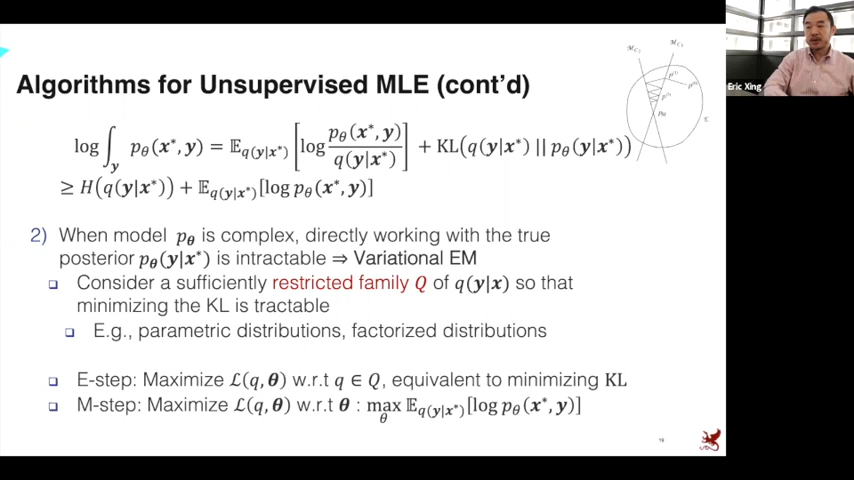 Algorithms for Unsupervised MLE (cont'd)
Eric Xing
log ∫_y p_θ(x*, y) = 𝔼_{q(y|x*)} [log p_θ(x*, y) / q(y|x*)] + KL(q(y|x*) || p_θ(y|x*))
≥ H(q(y|x*)) + 𝔼_{q(y|x*)}[log p_θ(x*, y)]
2) When model p_θ is complex, directly working with the true
posterior p_θ(y|x*) is intractable ⇒ Variational EM
❑ Consider a sufficiently restricted family Q of q(y|x) so that
minimizing the KL is tractable
❑ E.g., parametric distributions, factorized distributions
❑ E-step: Maximize ℒ(q, θ) w.r.t q ∈ Q, equivalent to minimizing KL
❑ M-step: Maximize ℒ(q, θ) w.r.t θ : max_θ 𝔼_{q(y|x*)}[log p_θ(x*, y)]